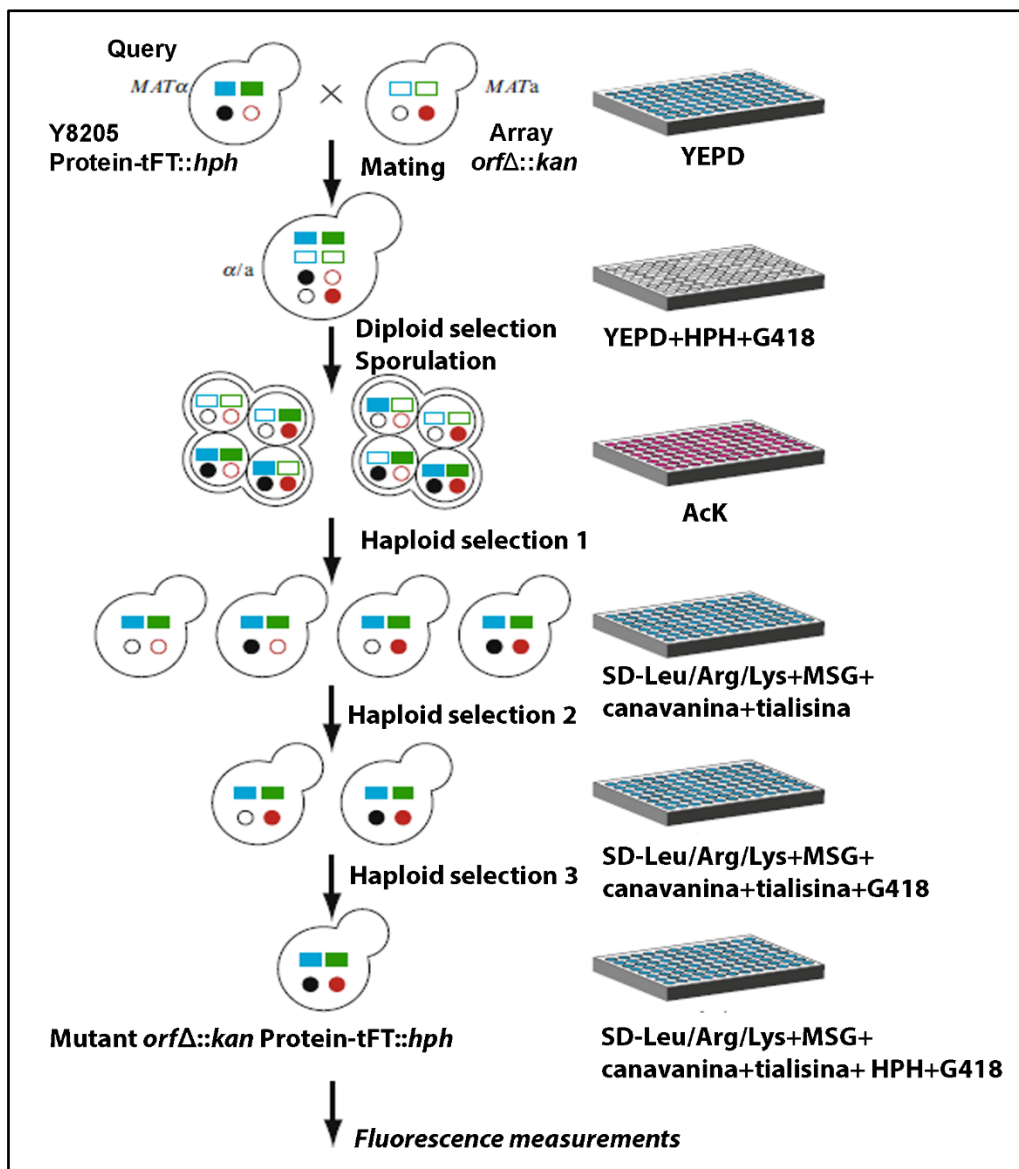 Query
MATα
×
MATa
Y8205
Protein-tFT::hph
Array
orfΔ::kan
Mating
YEPD
α/a
Diploid selection
Sporulation
YEPD+HPH+G418
AcK
Haploid selection 1
SD-Leu/Arg/Lys+MSG+
canavanina+tialisina
Haploid selection 2
SD-Leu/Arg/Lys+MSG+
canavanina+tialisina+G418
Haploid selection 3
Mutant orfΔ::kan Protein-tFT::hph
SD-Leu/Arg/Lys+MSG+
canavanina+tialisina+ HPH+G418
Fluorescence measurements